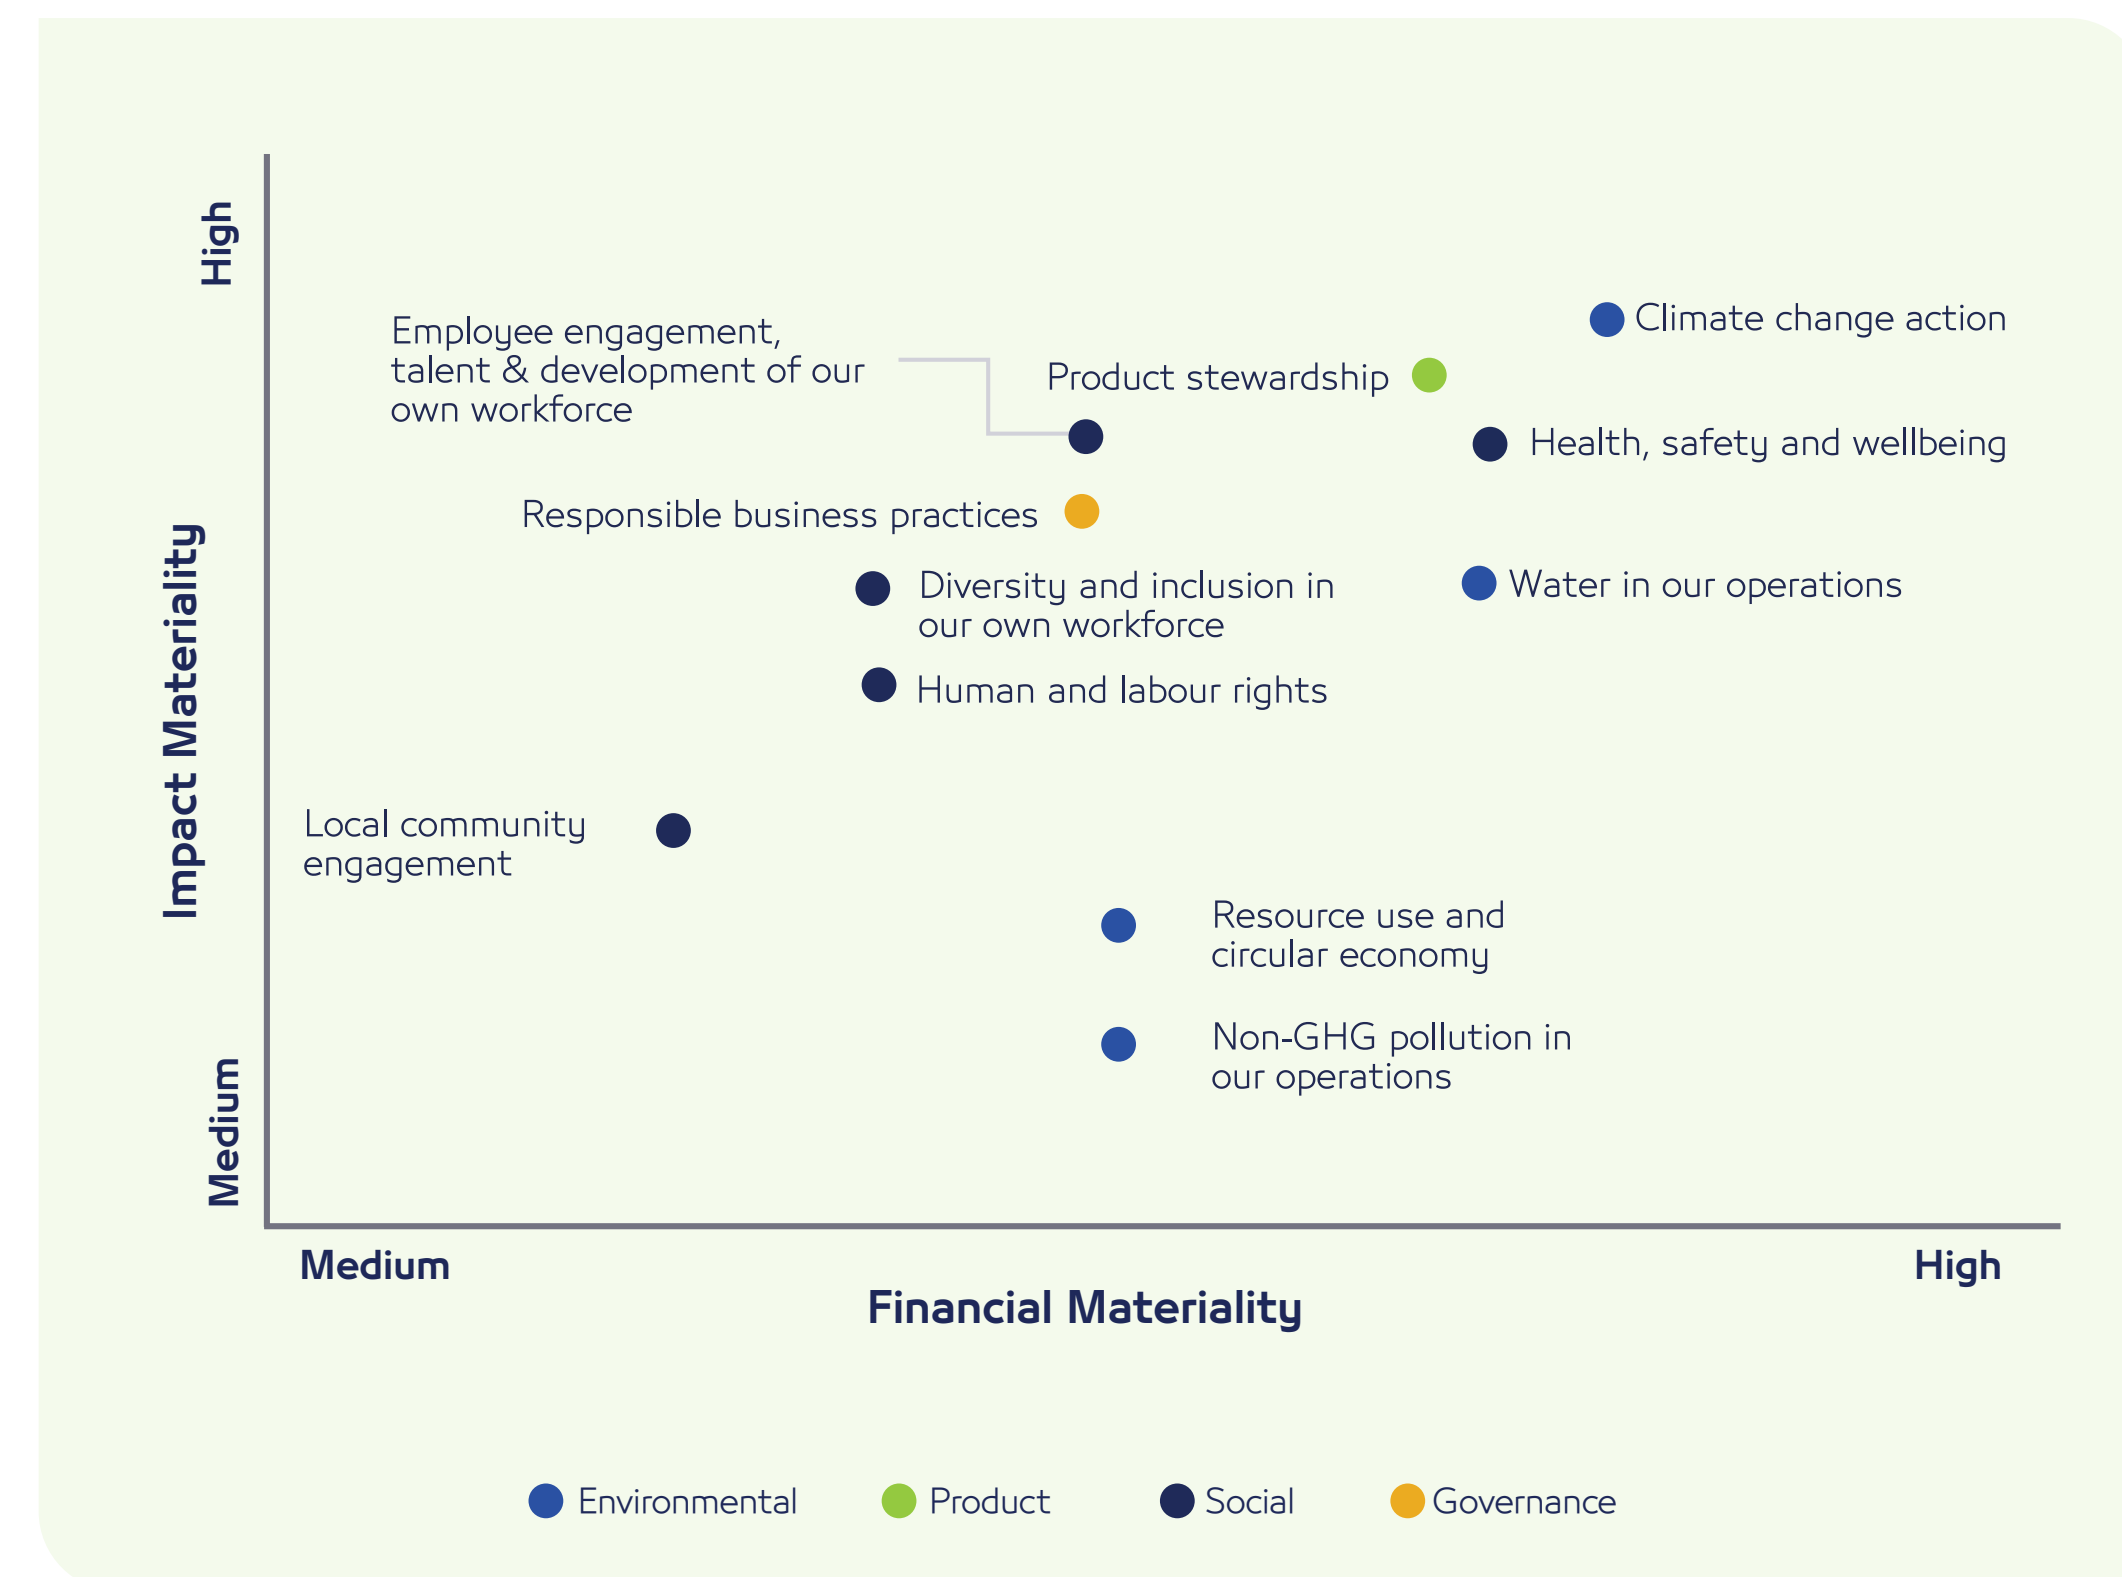 High
Climate change action
Employee engagement,
talent & development of our
own workforce
Product stewardship
Health, safety and wellbeing
Responsible business practices
Diversity and inclusion in
our own workforce
Water in our operations
Human and labour rights
Impact Materiality
Local community
engagement
Resource use and
circular economy
Non-GHG pollution in
our operations
Medium
Medium
High
Financial Materiality
Environmental
Product
Social
Governance